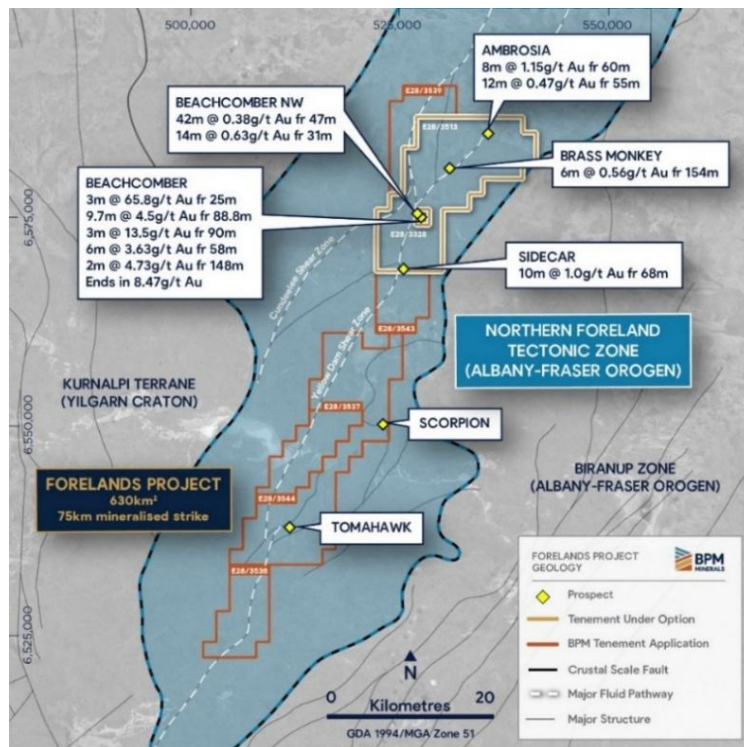 500,000
525,000
550,000
AMBROSIA
8m @ 1.15g/t Au fr 60m
12m @ 0.47g/t Au fr 55m
BEACHCOMBER NW
42m @ 0.38g/t Au fr 47m
14m @ 0.63g/t Au fr 31m
E28/3539
E28/3513
BRASS MONKEY
6m @ 0.56g/t Au fr 154m
BEACHCOMBER
3m @ 65.8g/t Au fr 25m
9.7m @ 4.5g/t Au fr 88.8m
3m @ 13.5g/t Au fr 90m
6m @ 3.63g/t Au fr 58m
2m @ 4.73g/t Au fr 148m
Ends in 8.47g/t Au
6,575,000
E28/3328
SIDECAR
10m @ 1.0g/t Au fr 68m
Cundeelee Shear Zone
Yellow Dam Shear Zone
E28/3543
NORTHERN FORELAND
TECTONIC ZONE
(ALBANY-FRASER OROGEN)
KURNALPI TERRANE
(YILGARN CRATON)
E28/3537
SCORPION
6,550,000
BIRANUP ZONE
(ALBANY-FRASER OROGEN)
FORELANDS PROJECT
630km²
75km mineralised strike
E28/3544
TOMAHAWK
E28/3538
6,525,000
FORELANDS PROJECT
GEOLOGY
BPM
MINERALS
Prospect
Tenement Under Option
BPM Tenement Application
Crustal Scale Fault
Major Fluid Pathway
Major Structure
N
0
Kilometres
20
GDA 1994/MGA Zone 51